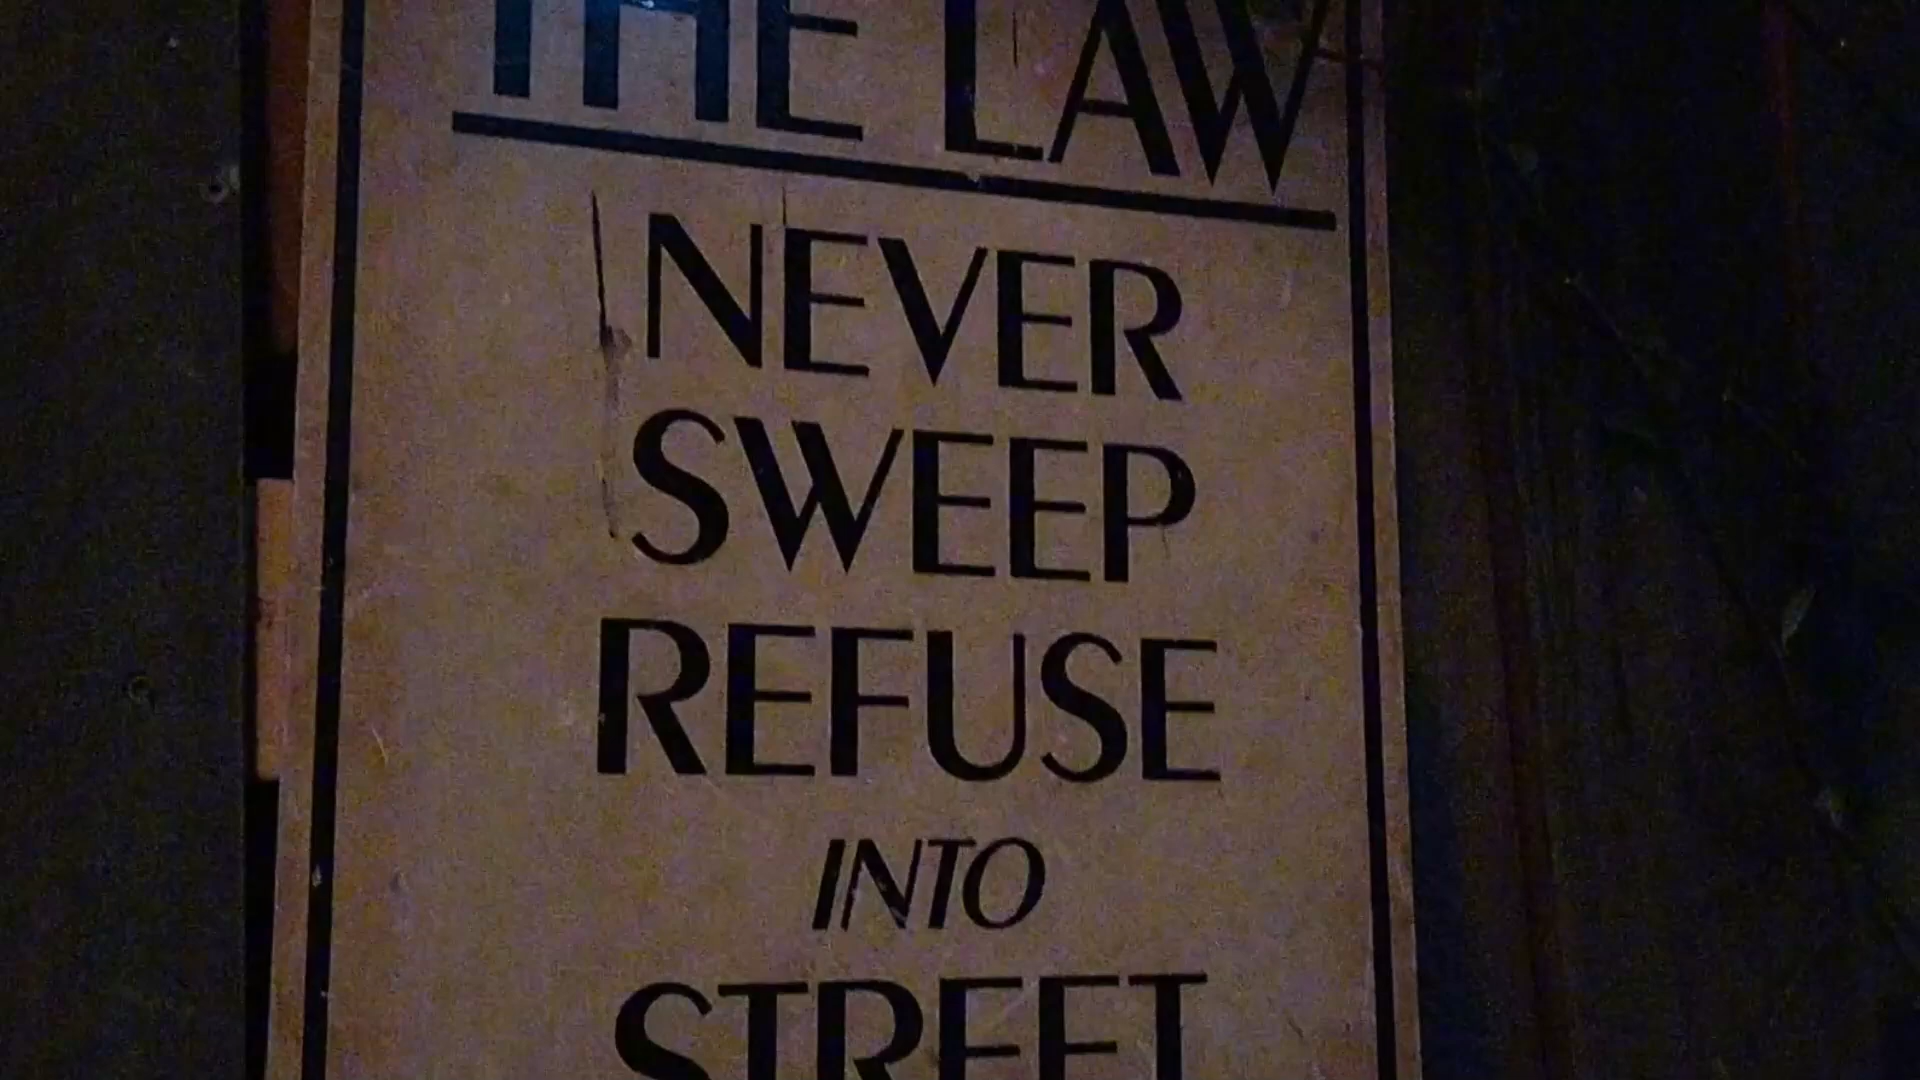 THE LAW
NEVER
SWEEP
REFUSE
INTO
STREET